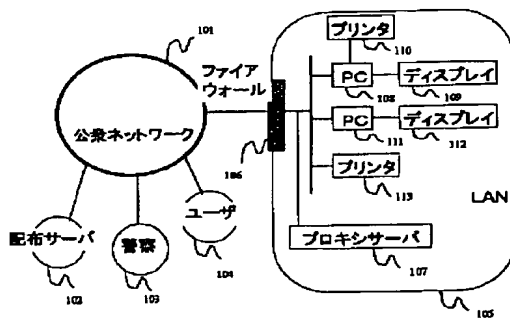 101
公衆ネットワーク
ファイア
ウォール
106
配布サーバ
102
警察
103
ユーザ
104
プリンタ
110
PC
108
ディスプレイ
109
PC
111
ディスプレイ
112
プリンタ
113
LAN
プロキシサーバ
107
105